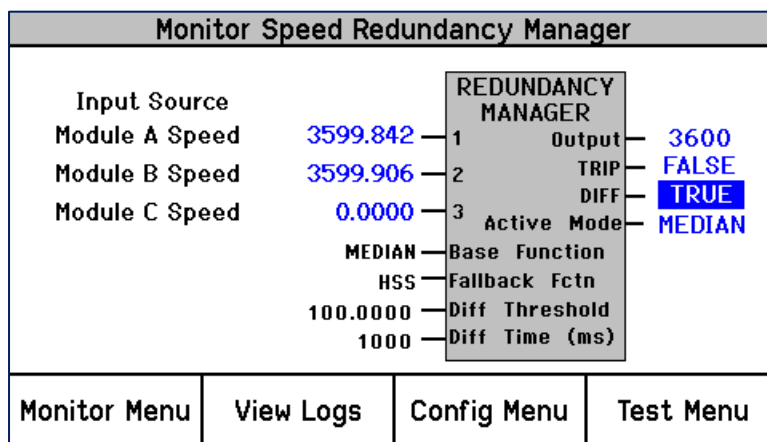 Monitor Speed Redundancy Manager
Input Source
Module A Speed 3599.842
Module B Speed 3599.906
Module C Speed 0.0000
MEDIAN
HSS
100.0000
1000
REDUNDANCY
MANAGER
1 Output 3600
2 TRIP FALSE
DIFF TRUE
3 Active Mode MEDIAN
Base Function
Fallback Fctn
Diff Threshold
Diff Time (ms)
Monitor Menu View Logs Config Menu Test Menu